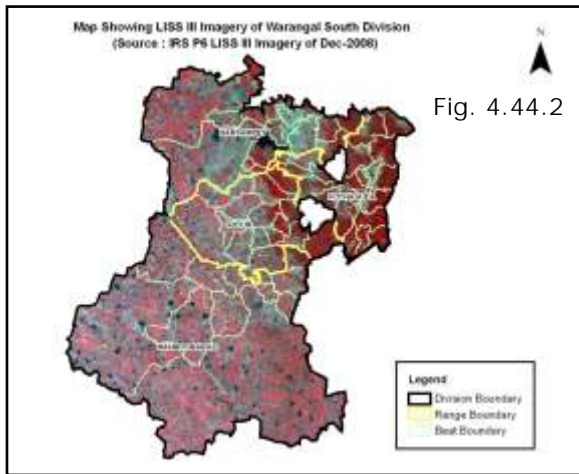 Map Showing LISS III Imagery of Warangal South Division
(Source : IRS P6 LISS III Imagery of Dec-2008)
N
Fig. 4.44.2
Legend
Division Boundary
Range Boundary
Beat Boundary